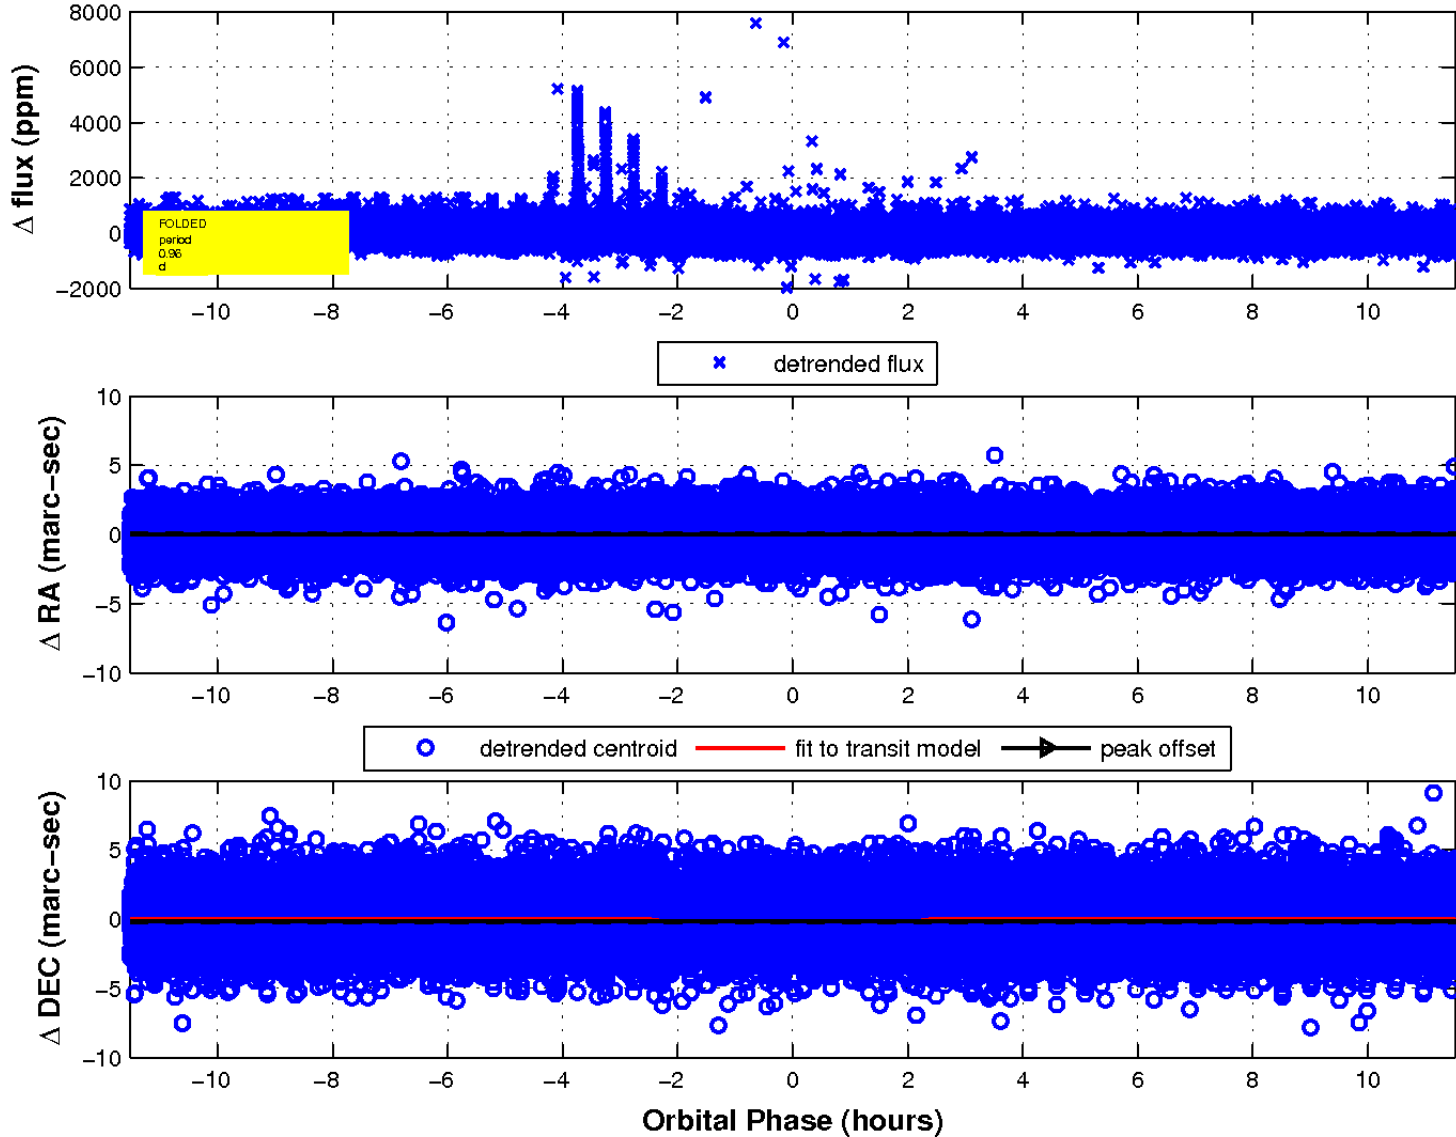 Δ flux (ppm)
8000
6000
4000
2000
0
−2000
FOLDED
period
0.96
d
−10 −8 −6 −4 −2 0 2 4 6 8 10
detrended flux
Δ RA (marc−sec)
10
5
0
−5
−10
−10 −8 −6 −4 −2 0 2 4 6 8 10
detrended centroid fit to transit model peak offset
Δ DEC (marc−sec)
10
5
0
−5
−10
−10 −8 −6 −4 −2 0 2 4 6 8 10
Orbital Phase (hours)